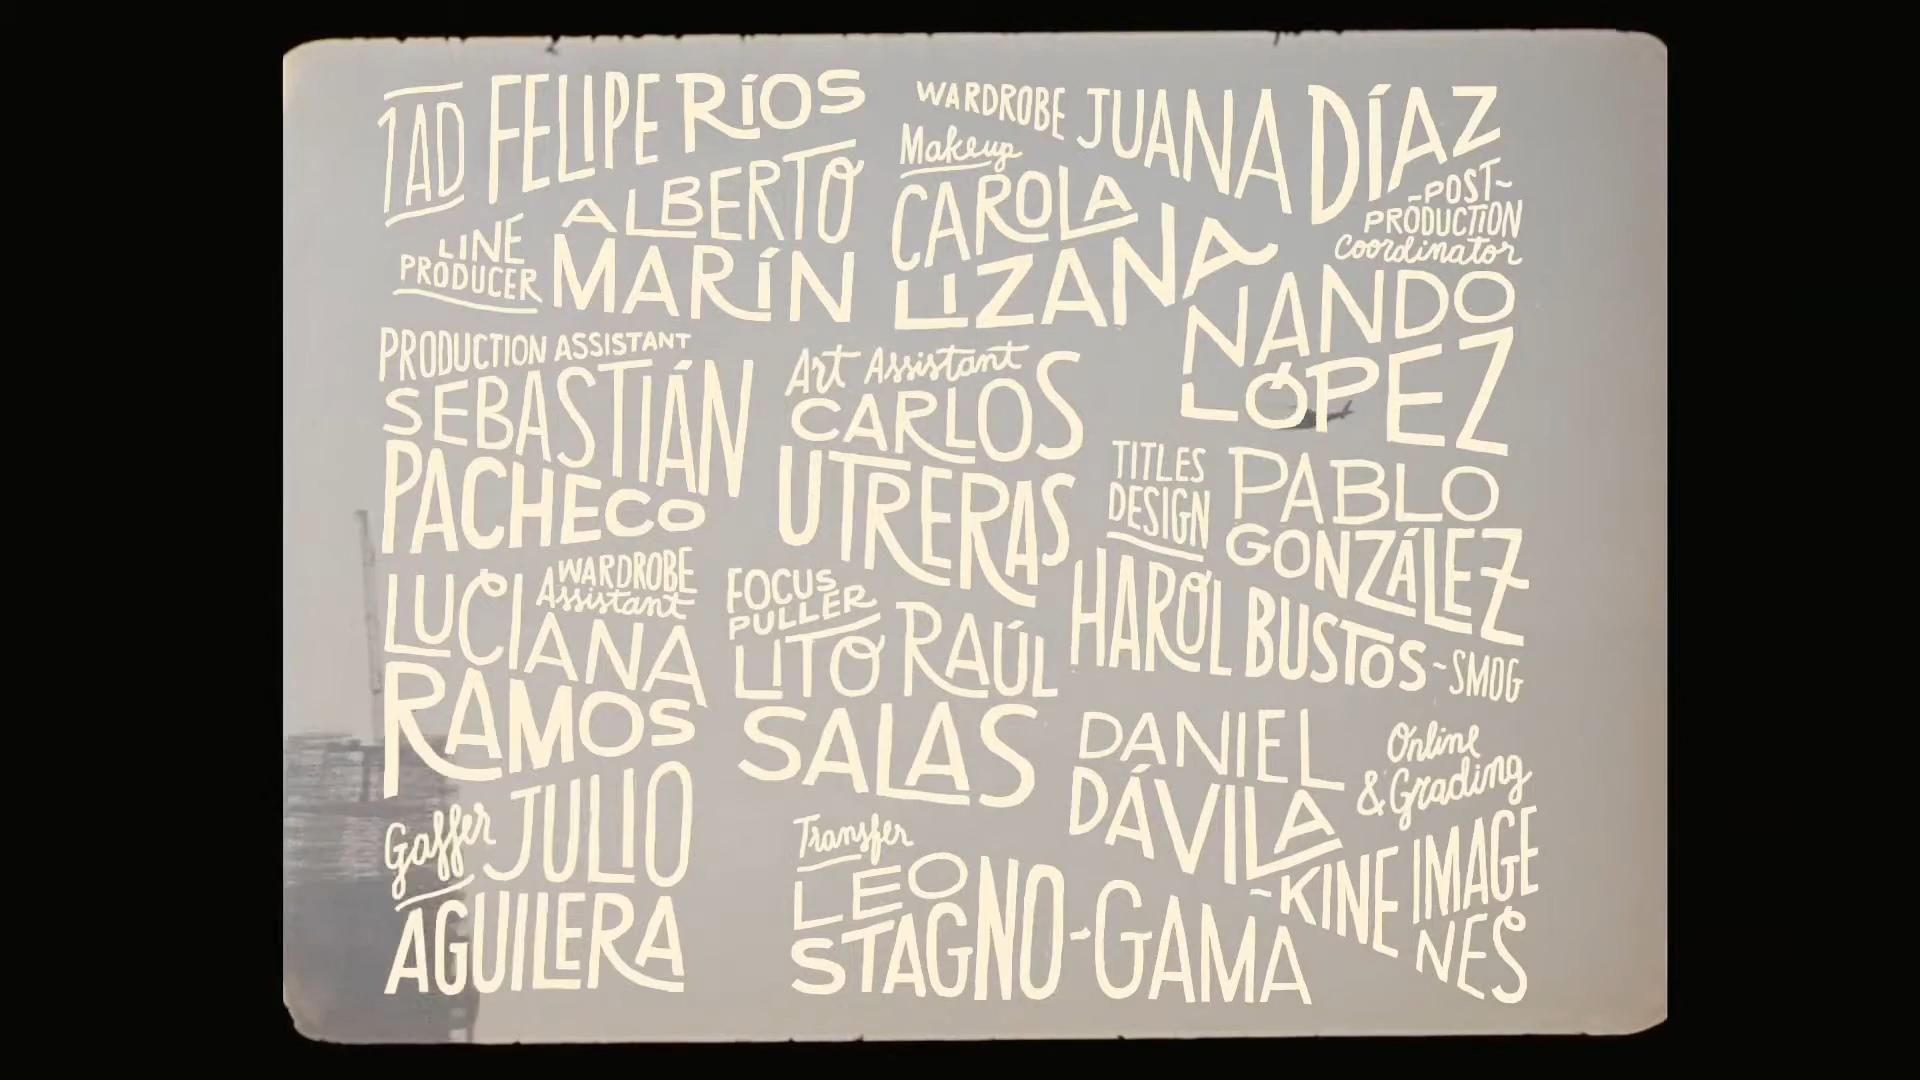 1AD FELIPE RÍOS
LINE
PRODUCER
ALBERTO
MARÍN
WARDROBE JUANA DÍAZ
Makeup
CAROLA
LIZANA
-POST-
PRODUCTION
Coordinator
NANDO
LÓPEZ
PRODUCTION ASSISTANT
SEBASTIÁN
PACHECO
Art Assistant
CARLOS
UTRERAS
TITLES
DESIGN
PABLO
GONZÁLEZ
HAROL BUSTOS - SMOG
WARDROBE
Assistant
LUCIANA
RAMOS
FOCUS
PULLER
LITO RAÚL
SALAS
DANIEL
DÁVILA
Online
& Grading
-KINE IMAGE
NES
Gaffer JULIO
AGUILERA
Transfer
LEO
STAGNO-GAMA